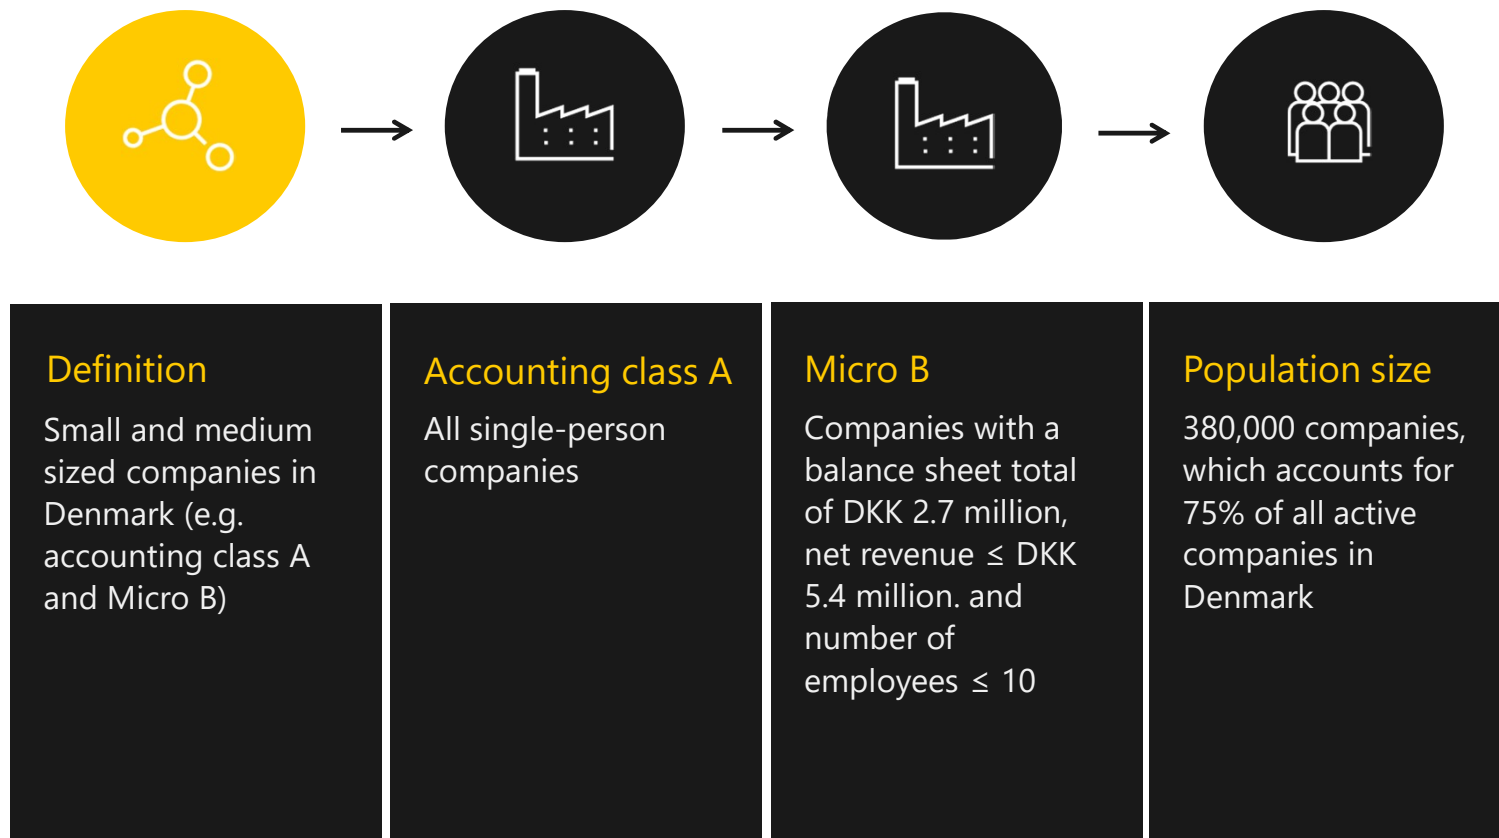 Definition
Small and medium
sized companies in
Denmark (e.g.
accounting class A
and Micro B)
Accounting class A
All single-person
companies
Micro B
Companies with a
balance sheet total
of DKK 2.7 million,
net revenue ≤ DKK
5.4 million. and
number of
employees ≤ 10
Population size
380,000 companies,
which accounts for
75% of all active
companies in
Denmark